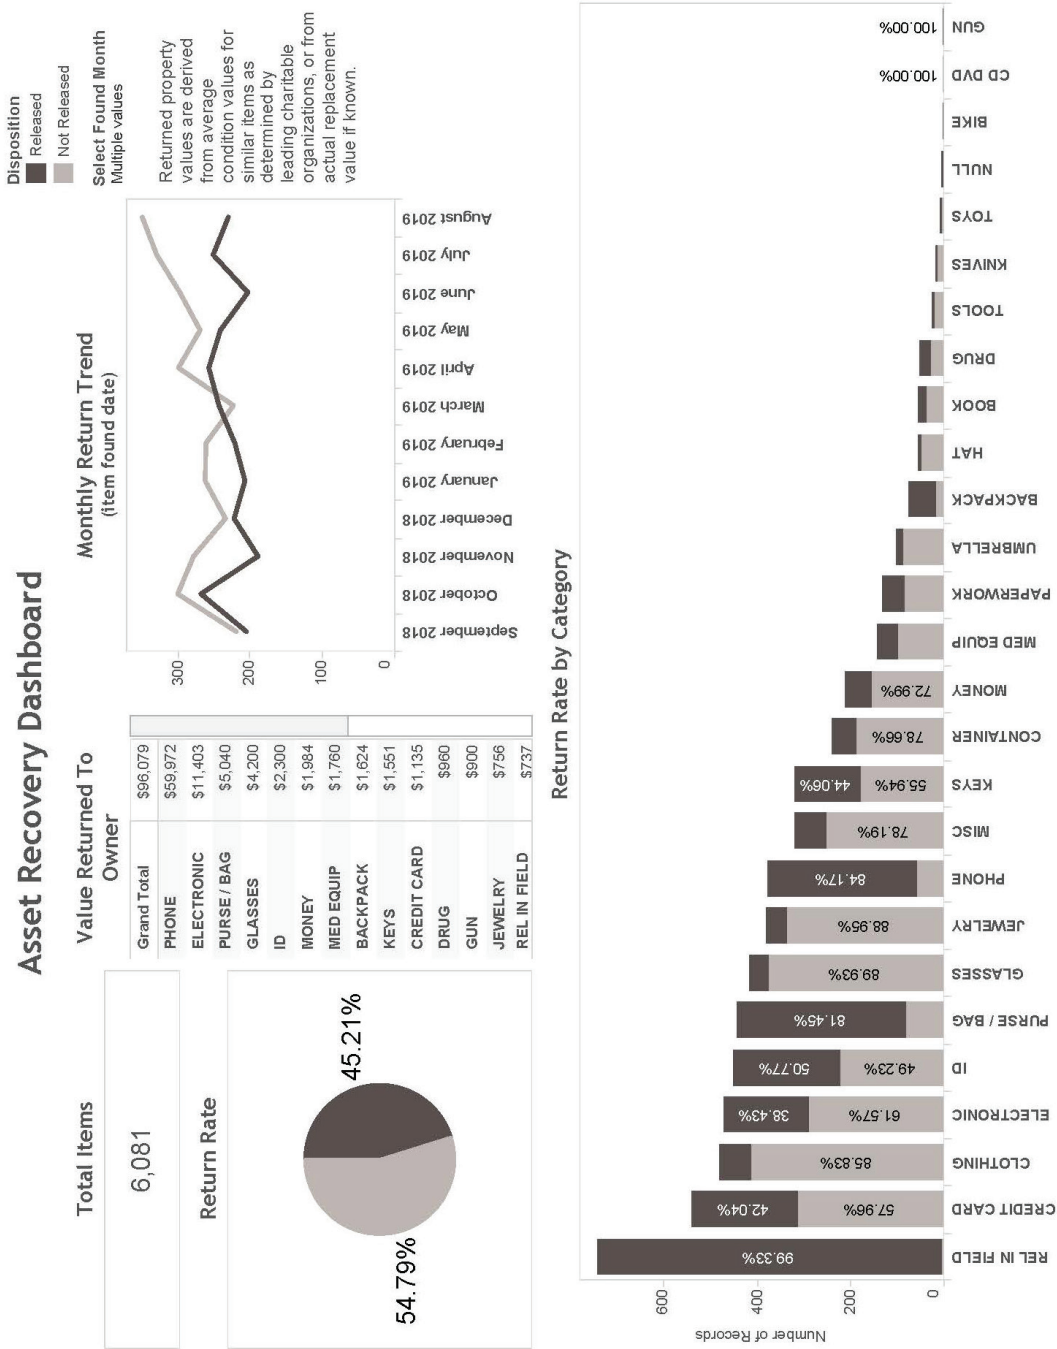 Asset Recovery Dashboard
Total Items
6,081
Return Rate
54.79%
45.21%
Value Returned To
Owner
Grand Total $96,079
PHONE $59,972
ELECTRONIC $11,403
PURSE / BAG $5,040
GLASSES $4,200
ID $2,300
MONEY $1,984
MED EQUIP $1,760
BACKPACK $1,624
KEYS $1,551
CREDIT CARD $1,135
DRUG $960
GUN $900
JEWELRY $756
REL IN FIELD $737
Monthly Return Trend
(item found date)
300
200
100
0
September 2018
October 2018
November 2018
December 2018
January 2019
February 2019
March 2019
April 2019
May 2019
June 2019
July 2019
August 2019
Disposition
Released
Not Released
Select Found Month
Multiple values
Returned property
values are derived
from average
condition values for
similar items as
determined by
leading charitable
organizations, or from
actual replacement
value if known.
Return Rate by Category
Number of Records
600
400
200
0
99.33%
42.04%
57.96%
85.83%
38.43%
61.57%
50.77%
49.23%
81.45%
89.93%
88.95%
84.17%
78.19%
44.06%
55.94%
78.66%
72.99%
100.00%
100.00%
REL IN FIELD
CREDIT CARD
CLOTHING
ELECTRONIC
ID
PURSE / BAG
GLASSES
JEWELRY
PHONE
MISC
KEYS
CONTAINER
MONEY
MED EQUIP
PAPERWORK
UMBRELLA
BACKPACK
HAT
BOOK
DRUG
TOOLS
KNIVES
TOYS
NULL
BIKE
CD DVD
GUN